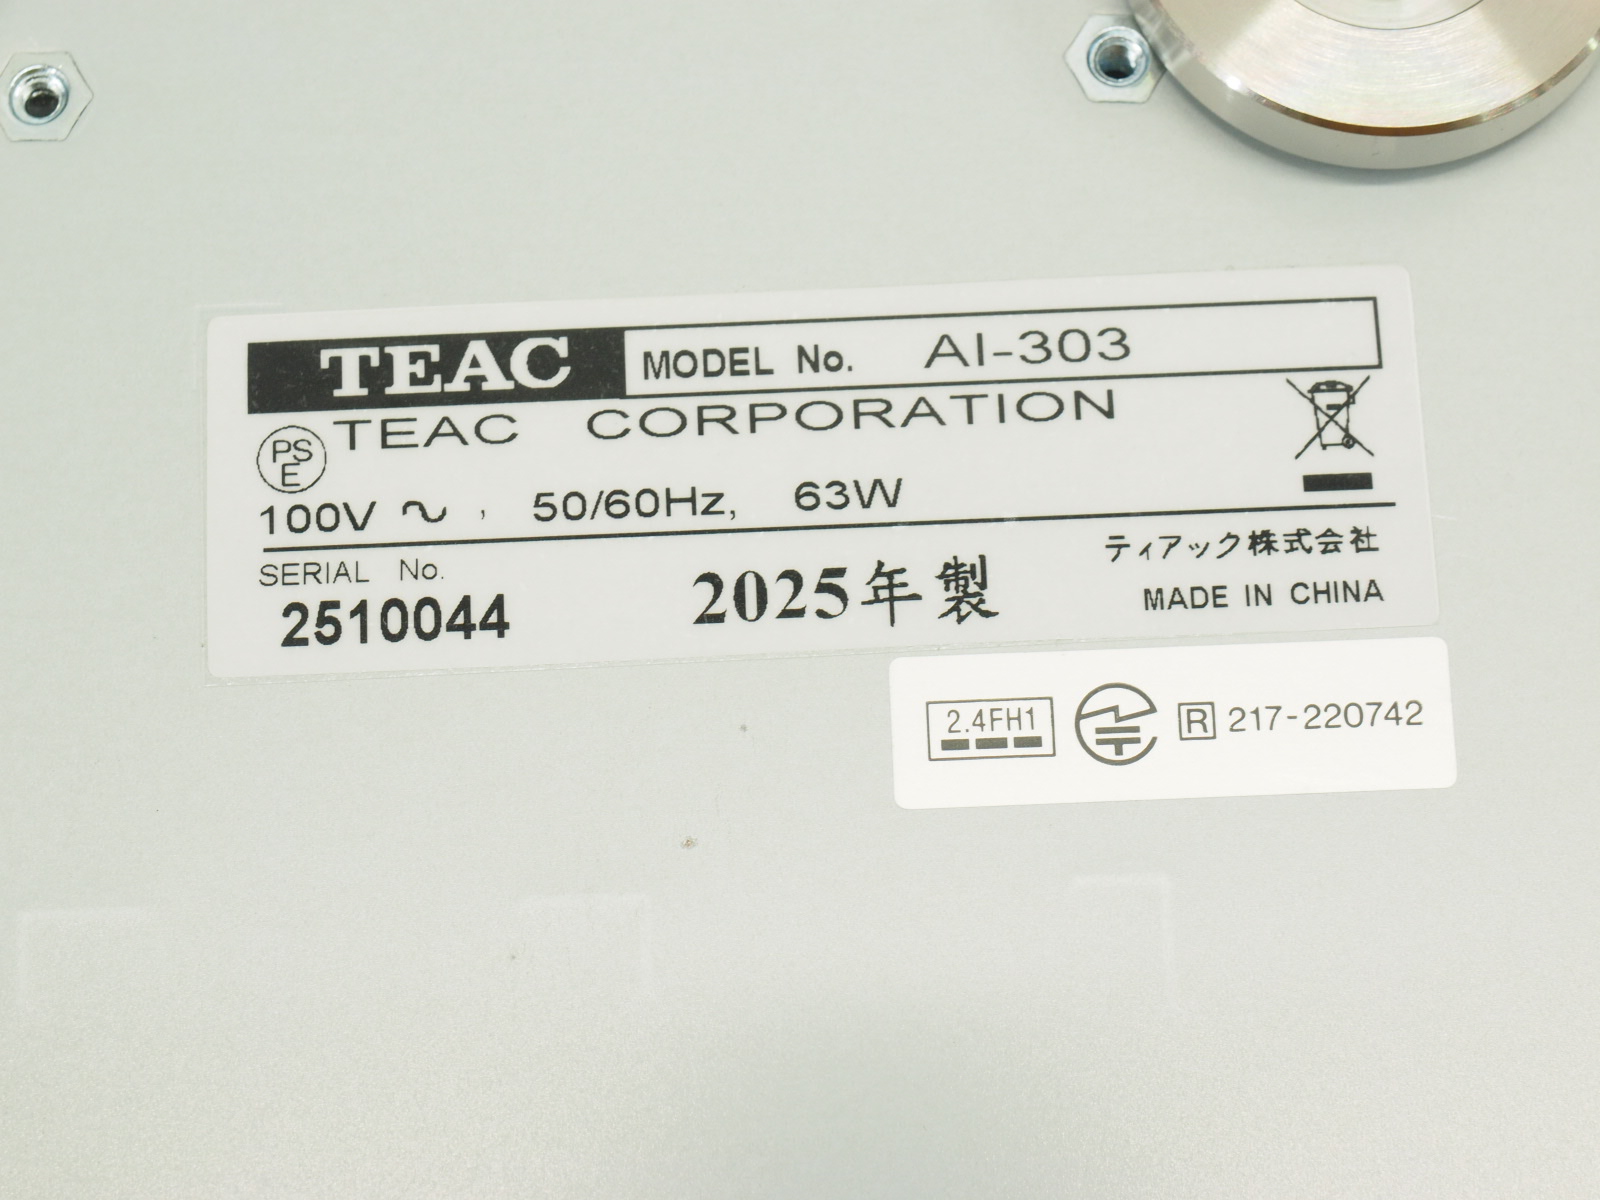 TEAC MODEL No. AI-303
PSE TEAC CORPORATION
100V ~, 50/60Hz, 63W
SERIAL No.
2510044
2025年製
ティアック株式会社
MADE IN CHINA
2.4FH1 R 217-220742